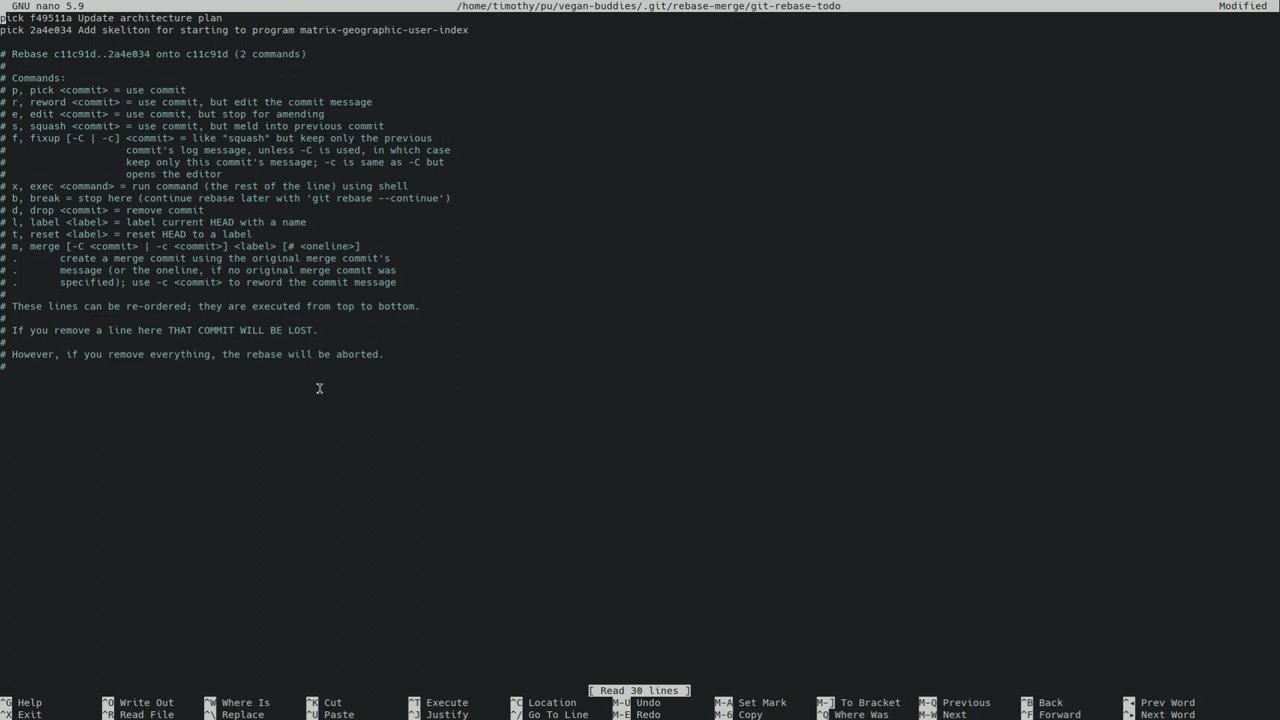 GNU nano 5.9 /home/timothy/pu/vegan-buddies/.git/rebase-merge/git-rebase-todo Modified
pick f49511a Update architecture plan
pick 2a4e034 Add skeliton for starting to program matrix-geographic-user-index
# Rebase c11c91d..2a4e034 onto c11c91d (2 commands)
#
# Commands:
# p, pick <commit> = use commit
# r, reword <commit> = use commit, but edit the commit message
# e, edit <commit> = use commit, but stop for amending
# s, squash <commit> = use commit, but meld into previous commit
# f, fixup [-C | -c] <commit> = like "squash" but keep only the previous
# commit's log message, unless -C is used, in which case
# keep only this commit's message; -c is same as -C but
# opens the editor
# x, exec <command> = run command (the rest of the line) using shell
# b, break = stop here (continue rebase later with 'git rebase --continue')
# d, drop <commit> = remove commit
# l, label <label> = label current HEAD with a name
# t, reset <label> = reset HEAD to a label
# m, merge [-C <commit> | -c <commit>] <label> [# <oneline>]
# . create a merge commit using the original merge commit's
# . message (or the oneline, if no original merge commit was
# . specified); use -c <commit> to reword the commit message
#
# These lines can be re-ordered; they are executed from top to bottom.
#
# If you remove a line here THAT COMMIT WILL BE LOST.
#
# However, if you remove everything, the rebase will be aborted.
#
[ Read 30 lines ]
^G Help ^O Write Out ^W Where Is ^K Cut ^T Execute ^C Location M-U Undo M-A Set Mark M-] To Bracket M-Q Previous ^B Back ^◂ Prev Word
^X Exit ^R Read File ^\ Replace ^U Paste ^J Justify ^/ Go To Line M-E Redo M-6 Copy ^Q Where Was M-W Next ^F Forward ^▸ Next Word